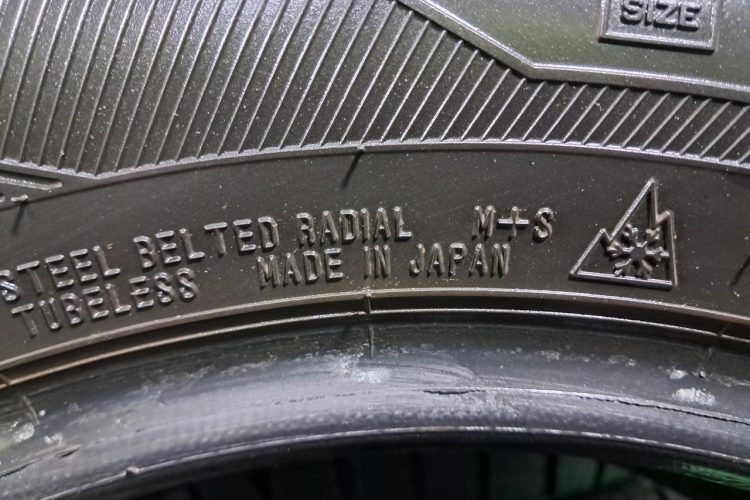 SIZE
STEEL BELTED RADIAL M+S
TUBELESS MADE IN JAPAN